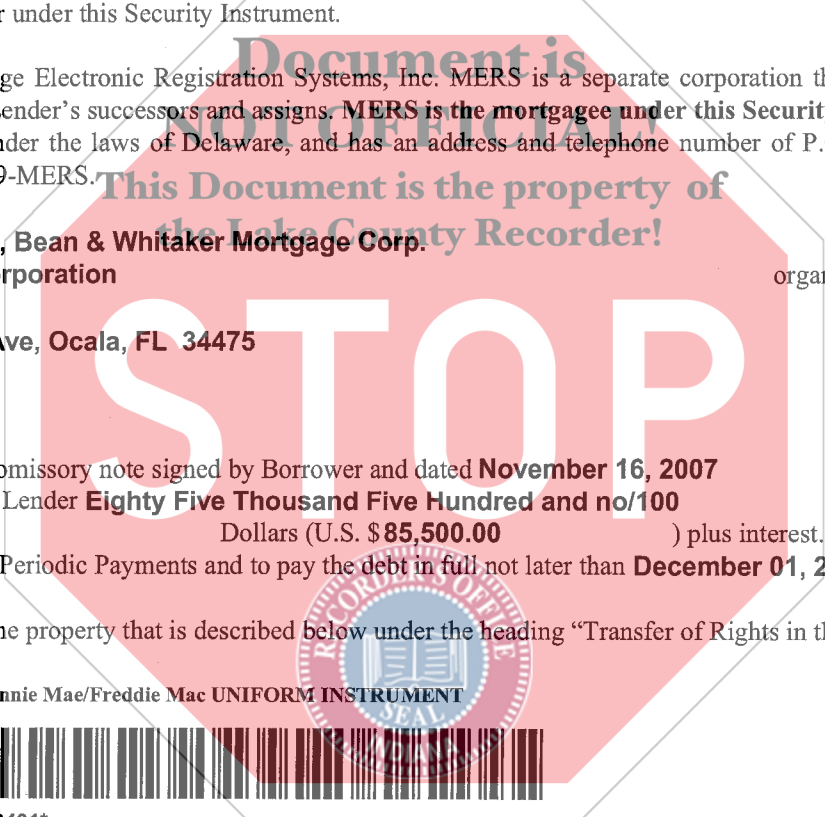 r under this Security Instrument.
Document is
ge Electronic Registration Systems, Inc. MERS is a separate corporation th
ender's successors and assigns. MERS is the mortgagee under this Securit
NOT OFFICIAL!
nder the laws of Delaware, and has an address and telephone number of P.
9-MERS.
This Document is the property of
the Lake County Recorder!
, Bean & Whitaker Mortgage Corp.
rporation organ
Ave, Ocala, FL 34475
STOP
omissory note signed by Borrower and dated November 16, 2007
Lender Eighty Five Thousand Five Hundred and no/100
Dollars (U.S. $85,500.00 ) plus interest.
Periodic Payments and to pay the debt in full not later than December 01, 2
RECORDER'S OFFICE
ne property that is described below under the heading “Transfer of Rights in th
nnie Mae/Freddie Mac UNIFORM INSTRUMENT
SEAL
INDIANA